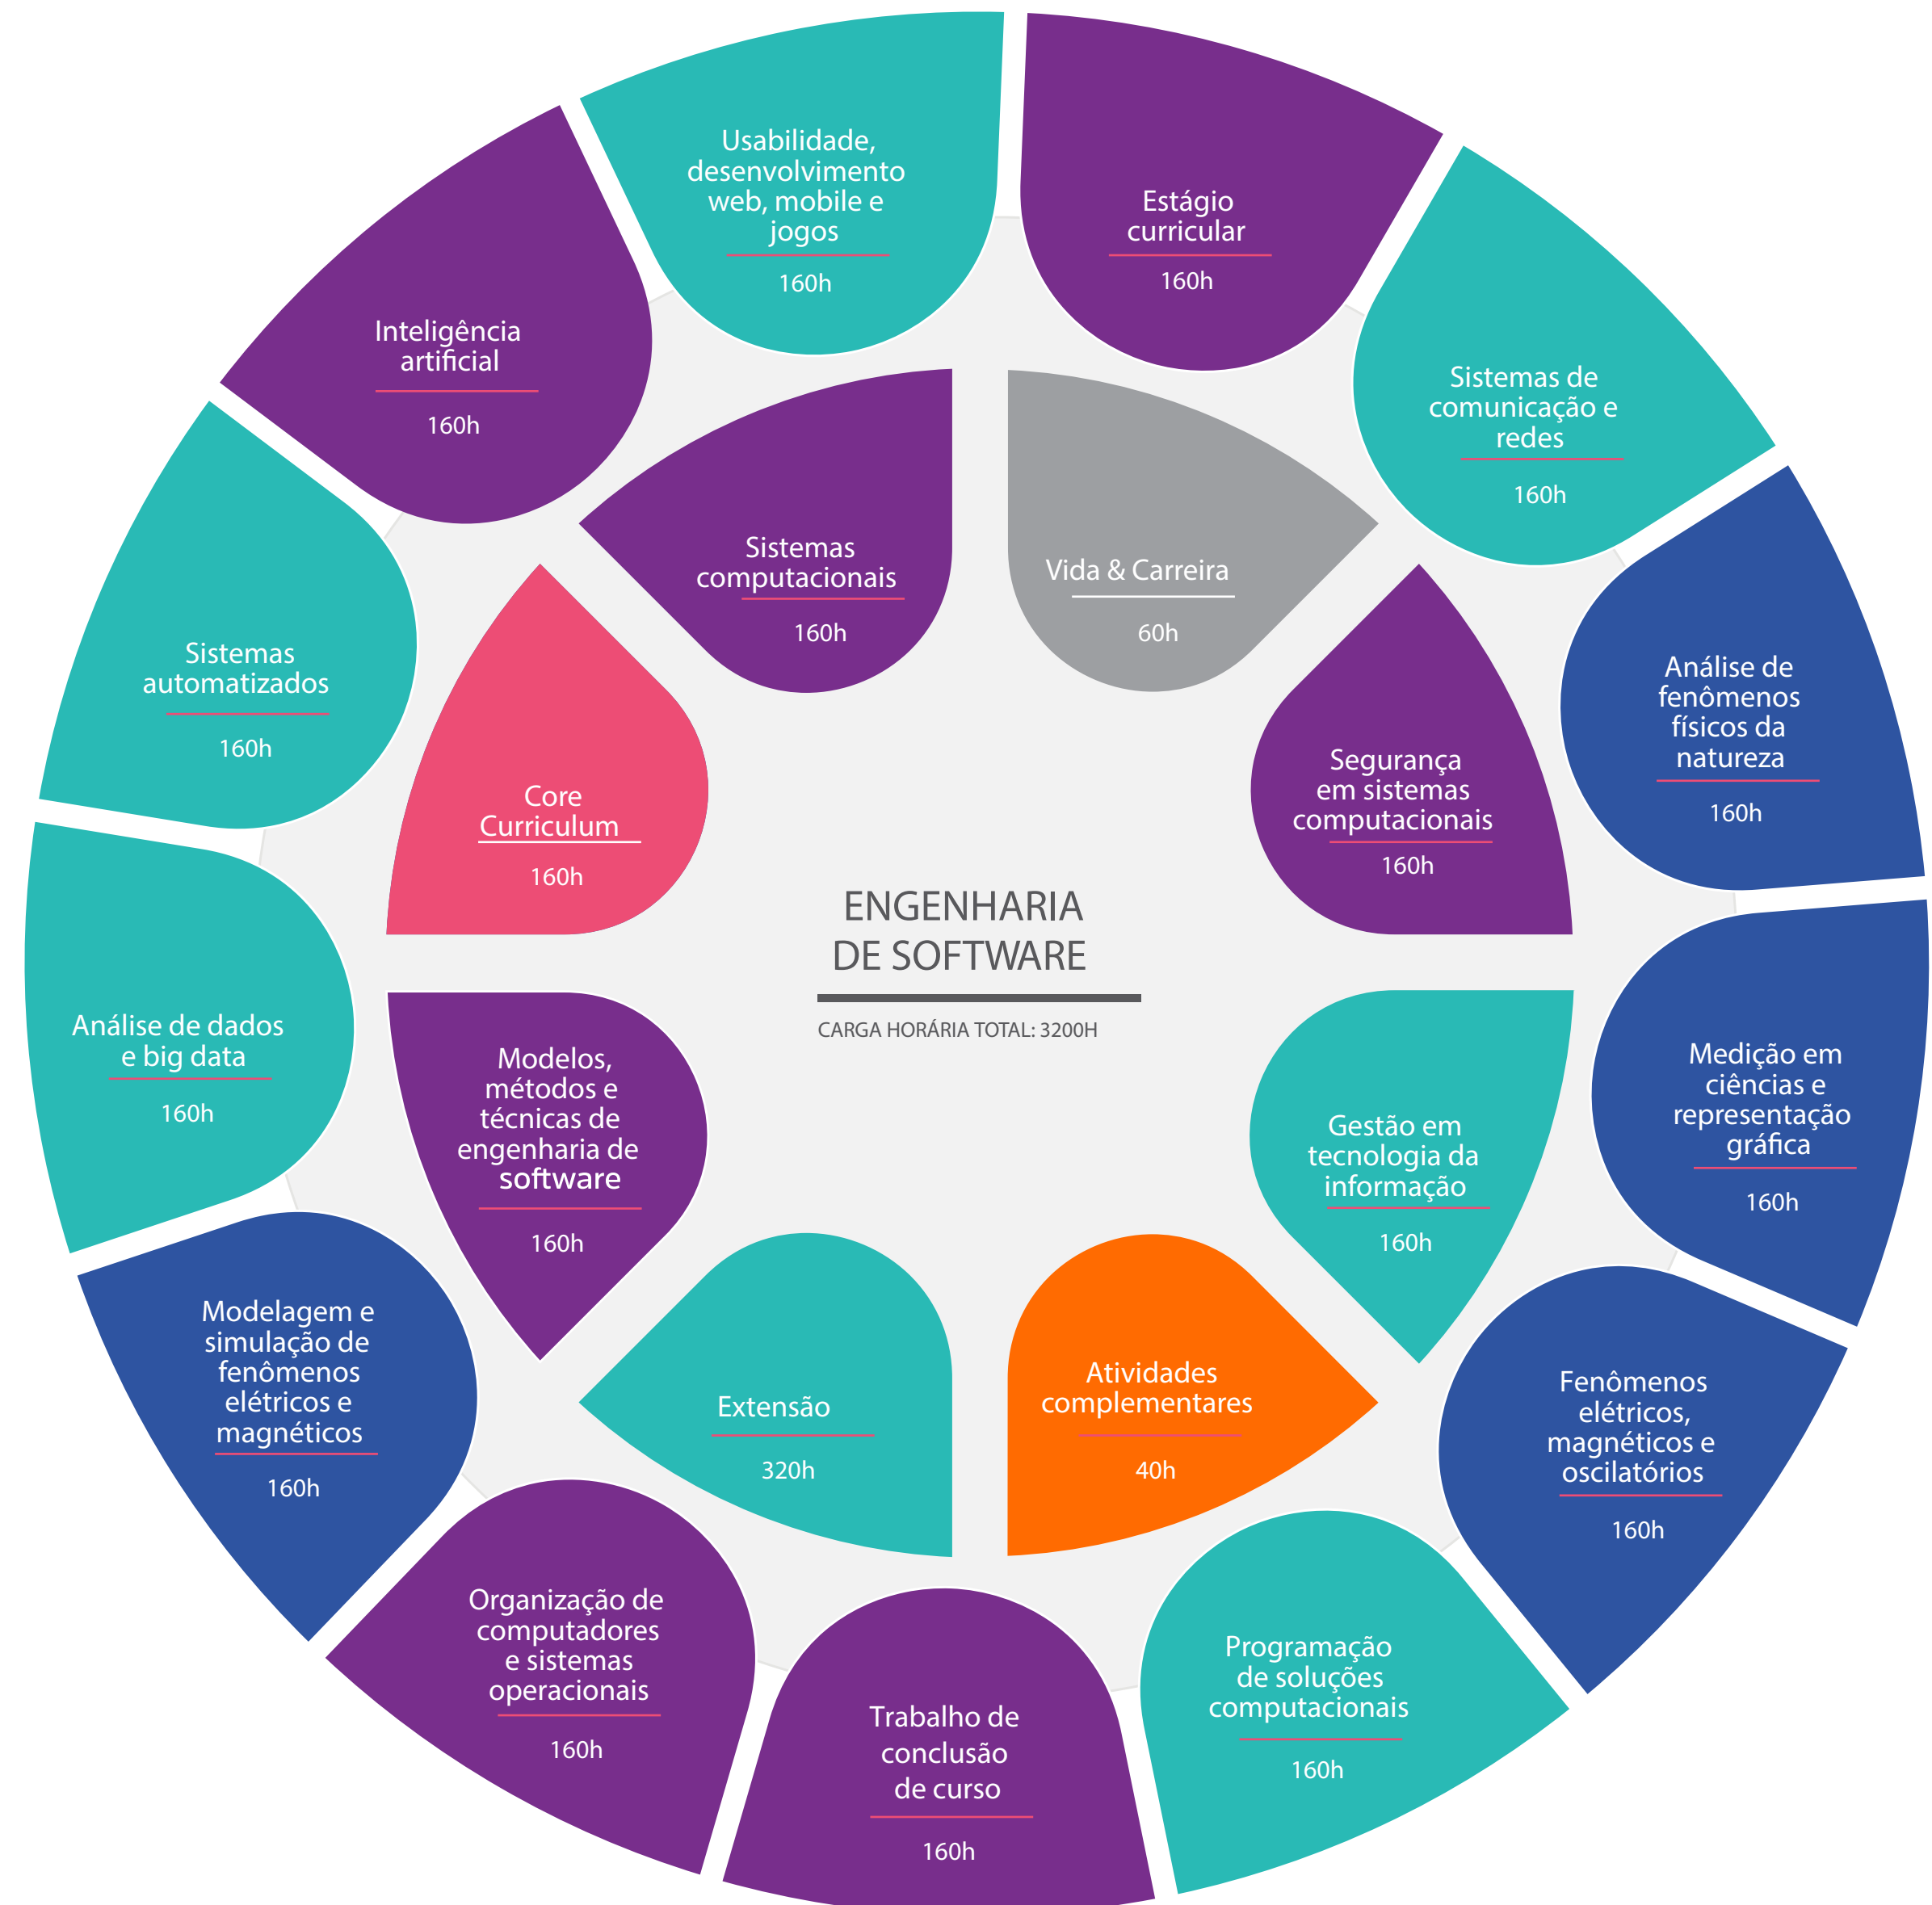 Usabilidade,
desenvolvimento
web, mobile e
jogos
160h
Estágio
curricular
160h
Sistemas de
comunicação e
redes
160h
Análise de
fenômenos
físicos da
natureza
160h
Medição em
ciências e
representação
gráfica
160h
Fenômenos
elétricos,
magnéticos e
oscilatórios
160h
Programação
de soluções
computacionais
160h
Trabalho de
conclusão
de curso
160h
Organização de
computadores
e sistemas
operacionais
160h
Modelagem e
simulação de
fenômenos
elétricos e
magnéticos
160h
Análise de dados
e big data
160h
Sistemas
automatizados
160h
Inteligência
artificial
160h
Sistemas
computacionais
160h
Vida & Carreira
60h
Segurança
em sistemas
computacionais
160h
Gestão em
tecnologia da
informação
160h
Atividades
complementares
40h
Extensão
320h
Modelos,
métodos e
técnicas de
engenharia de
software
160h
Core
Curriculum
160h
ENGENHARIA
DE SOFTWARE
CARGA HORÁRIA TOTAL: 3200H